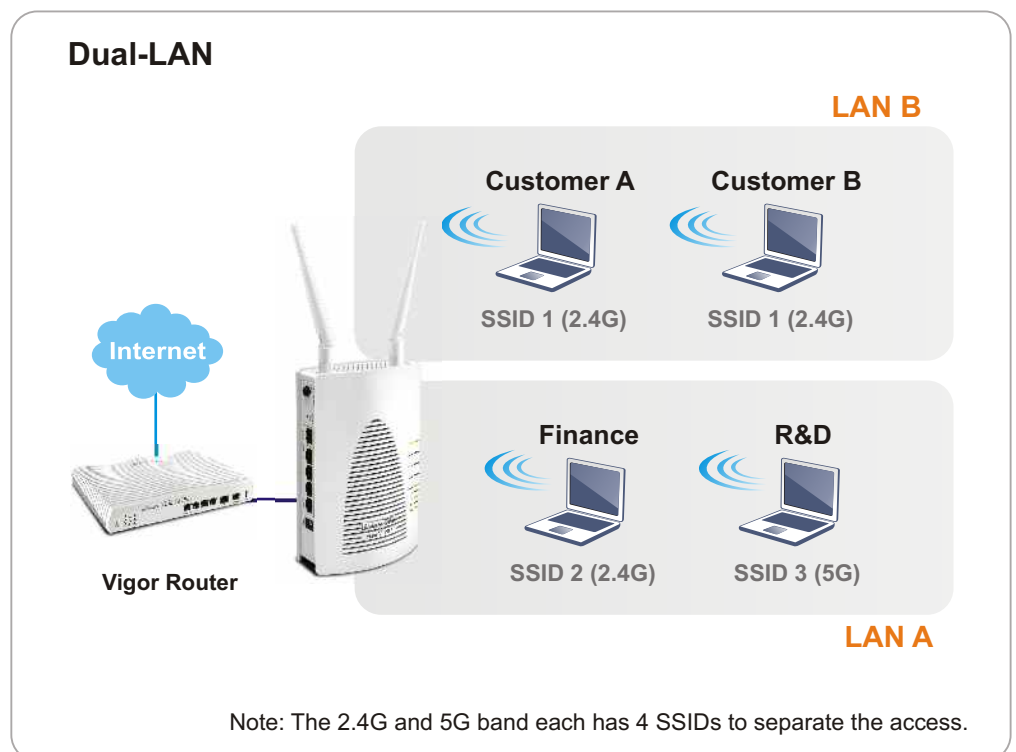 Dual-LAN
LAN B
Customer A
Customer B
SSID 1 (2.4G)
SSID 1 (2.4G)
Internet
Finance
R&D
SSID 2 (2.4G)
SSID 3 (5G)
Vigor Router
LAN A
Note: The 2.4G and 5G band each has 4 SSIDs to separate the access.